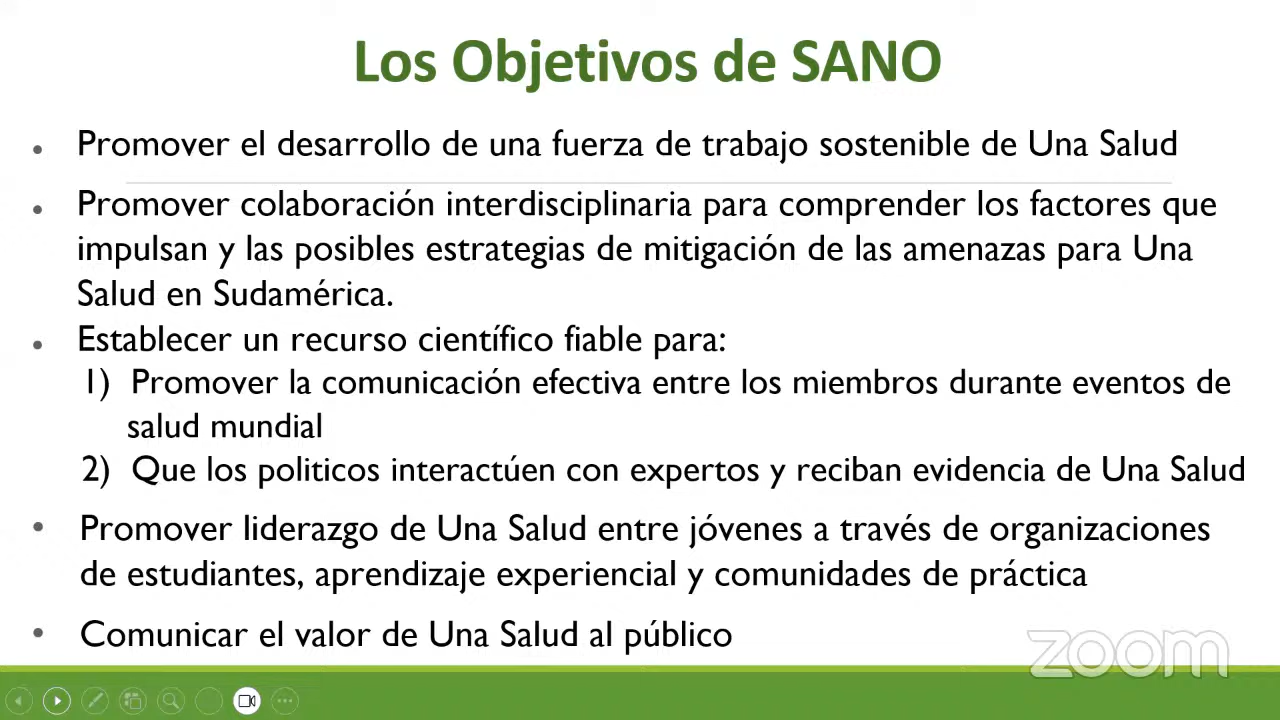 Los Objetivos de SANO
• Promover el desarrollo de una fuerza de trabajo sostenible de Una Salud
• Promover colaboración interdisciplinaria para comprender los factores que
impulsan y las posibles estrategias de mitigación de las amenazas para Una
Salud en Sudamérica.
• Establecer un recurso científico fiable para:
1) Promover la comunicación efectiva entre los miembros durante eventos de
salud mundial
2) Que los politicos interactúen con expertos y reciban evidencia de Una Salud
• Promover liderazgo de Una Salud entre jóvenes a través de organizaciones
de estudiantes, aprendizaje experiencial y comunidades de práctica
• Comunicar el valor de Una Salud al público
zoom